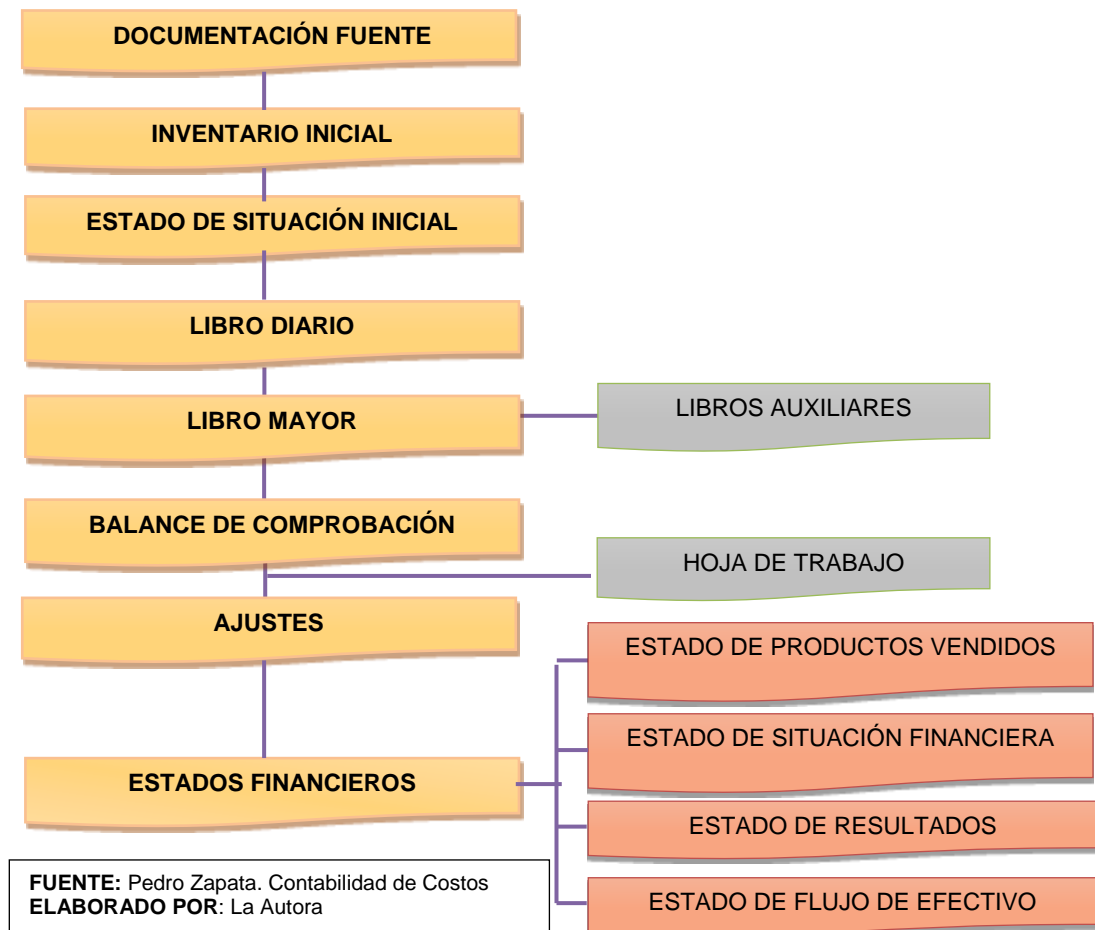 DOCUMENTACIÓN FUENTE
INVENTARIO INICIAL
ESTADO DE SITUACIÓN INICIAL
LIBRO DIARIO
LIBRO MAYOR
LIBROS AUXILIARES
BALANCE DE COMPROBACIÓN
HOJA DE TRABAJO
AJUSTES
ESTADOS FINANCIEROS
ESTADO DE PRODUCTOS VENDIDOS
ESTADO DE SITUACIÓN FINANCIERA
ESTADO DE RESULTADOS
ESTADO DE FLUJO DE EFECTIVO
FUENTE: Pedro Zapata. Contabilidad de Costos
ELABORADO POR: La Autora